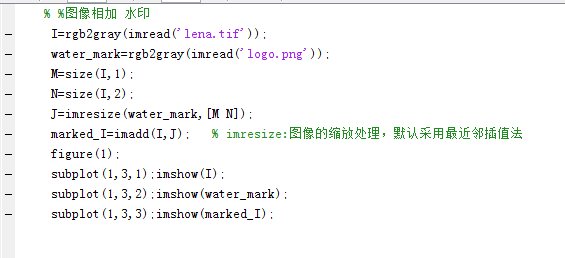 % %图像相加 水印
I=rgb2gray(imread('lena.tif'));
water_mark=rgb2gray(imread('logo.png'));
M=size(I,1);
N=size(I,2);
J=imresize(water_mark,[M N]);
marked_I=imadd(I,J);   % imresize:图像的缩放处理，默认采用最近邻插值法
figure(1);
subplot(1,3,1);imshow(I);
subplot(1,3,2);imshow(water_mark);
subplot(1,3,3);imshow(marked_I);